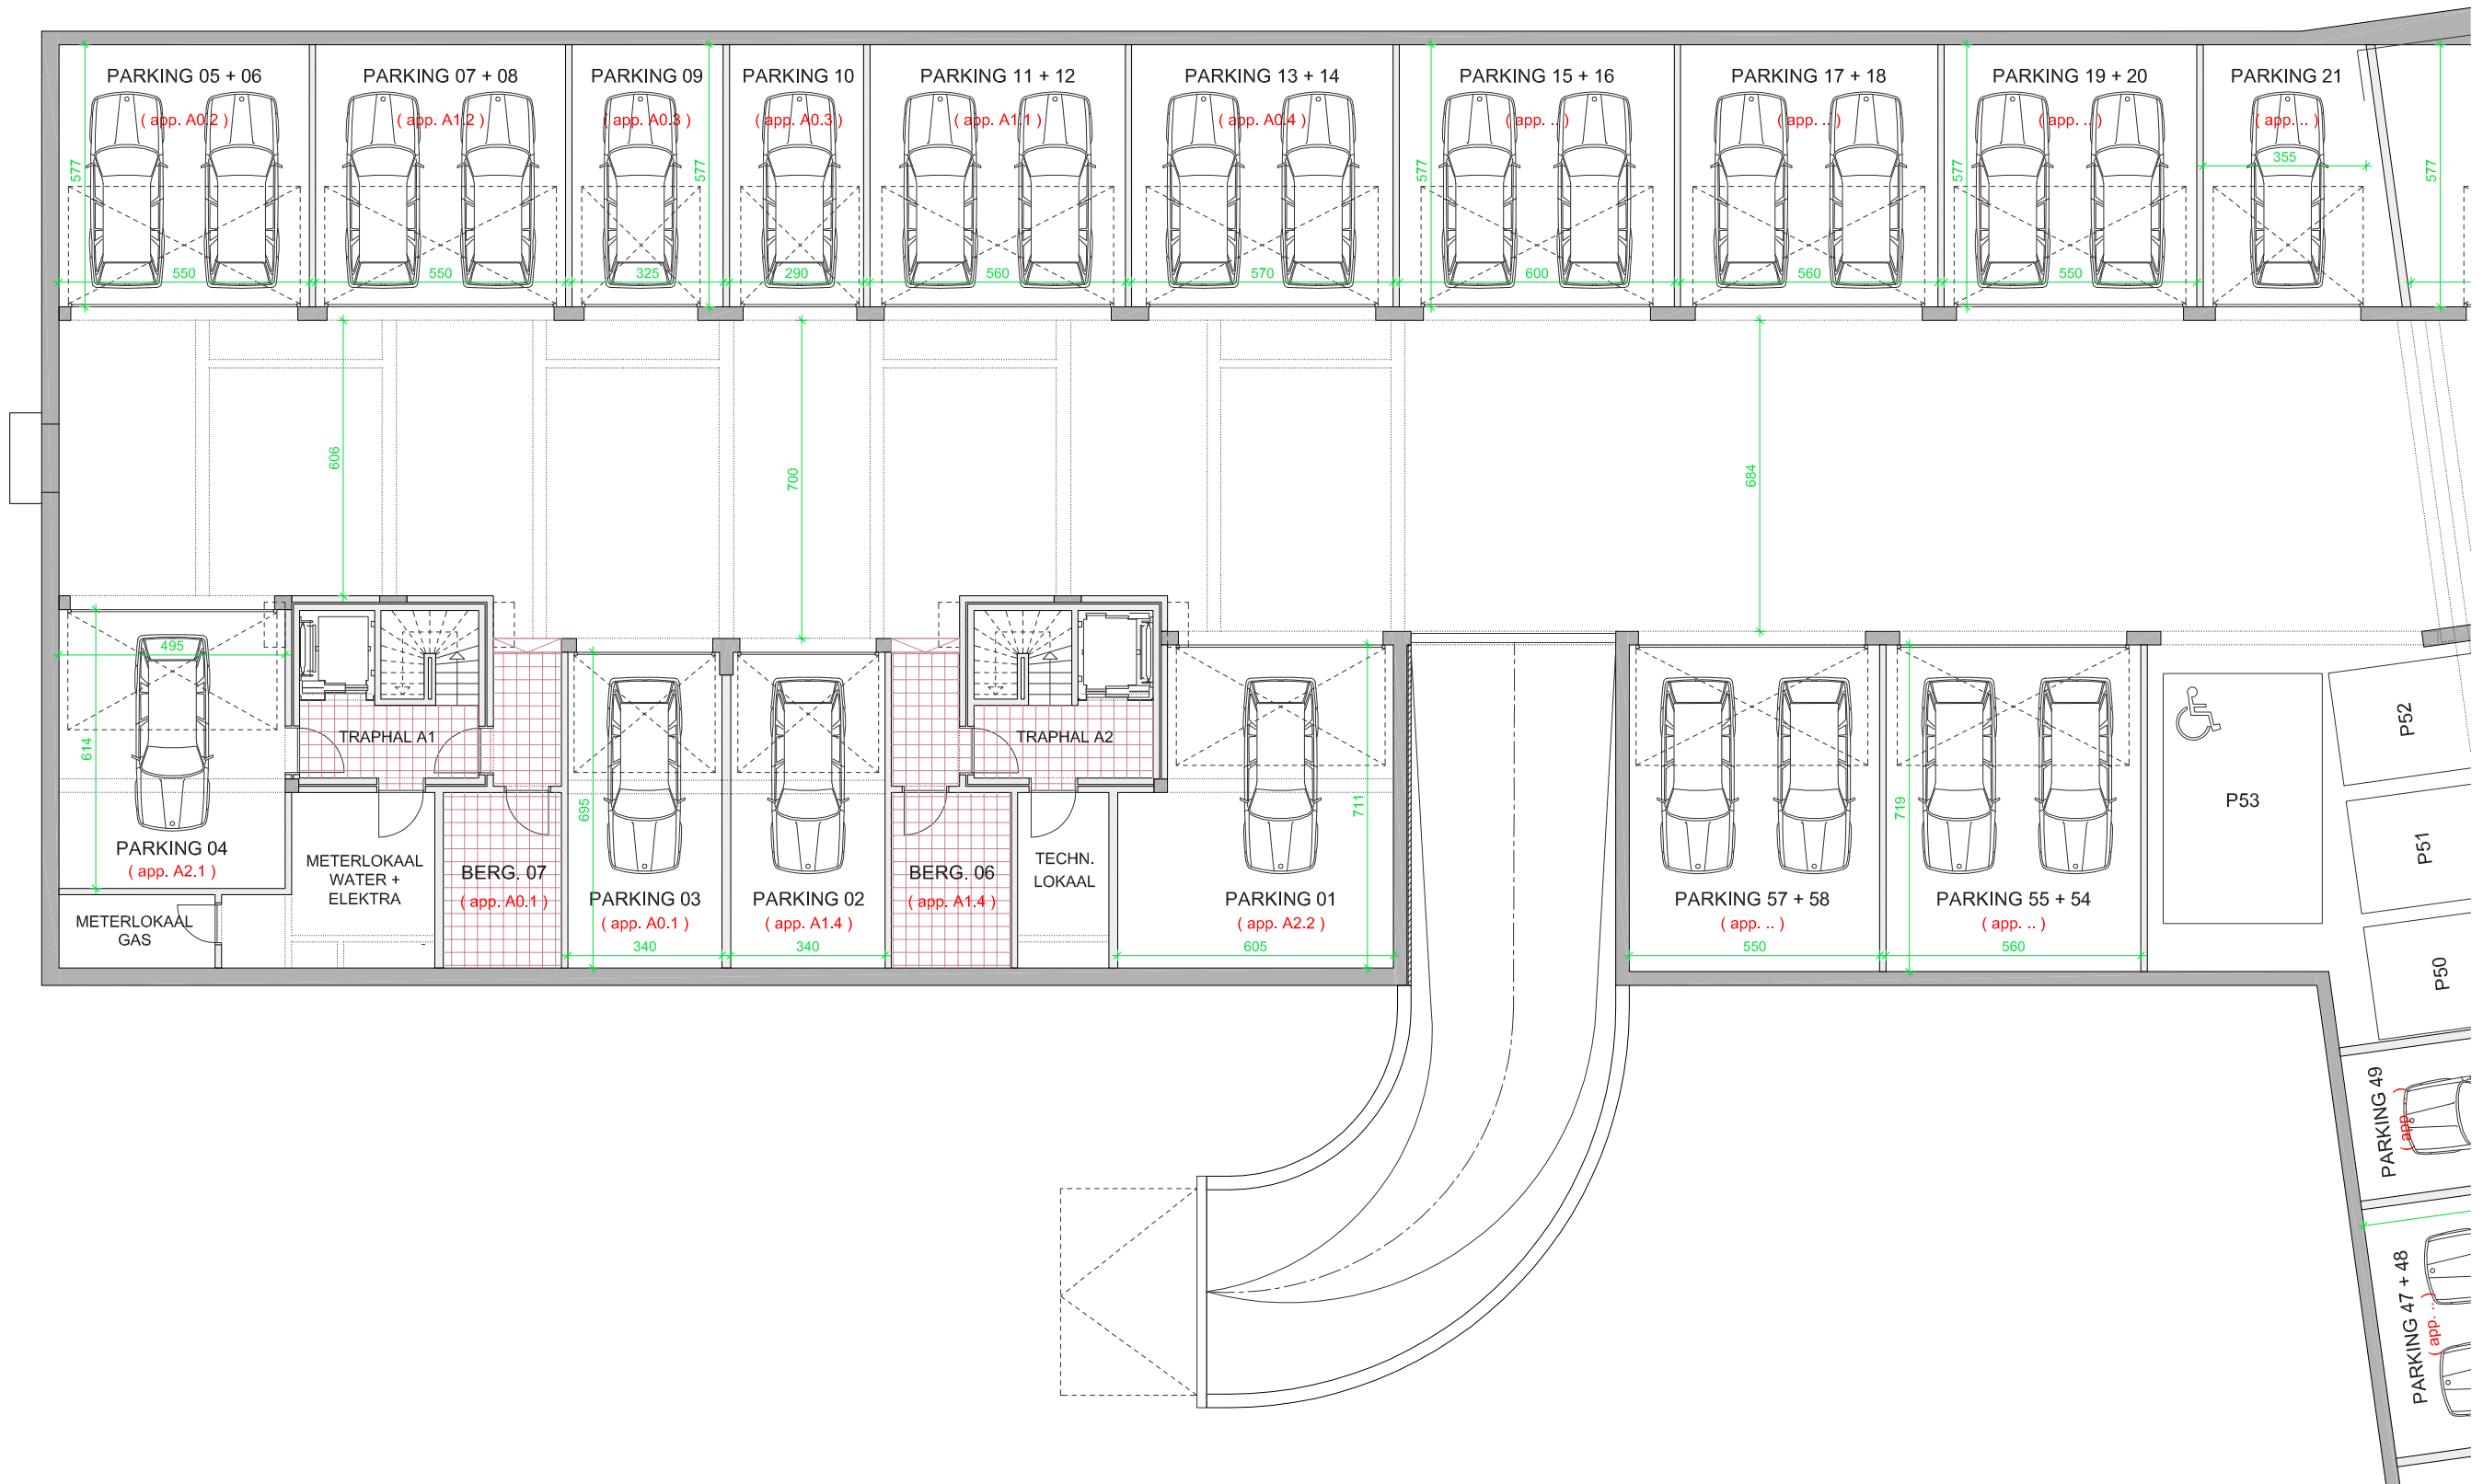 PARKING 05 + 06
( app. A0.2 )
577
550
PARKING 07 + 08
( app. A1.2 )
550
PARKING 09
( app. A0.3 )
577
325
PARKING 10
( app. A0.3 )
290
PARKING 11 + 12
( app. A1.1 )
560
PARKING 13 + 14
( app. A0.4 )
570
PARKING 15 + 16
( app. .. )
577
600
PARKING 17 + 18
( app. .. )
560
PARKING 19 + 20
( app. .. )
577
550
PARKING 21
( app. .. )
355
577
606
700
684
495
614
PARKING 04
( app. A2.1 )
METERLOKAAL
GAS
TRAPHAL A1
METERLOKAAL
WATER +
ELEKTRA
BERG. 07
( app. A0.1 )
695
PARKING 03
( app. A0.1 )
340
PARKING 02
( app. A1.4 )
340
BERG. 06
( app. A1.4 )
TRAPHAL A2
TECHN.
LOKAAL
PARKING 01
( app. A2.2 )
605
711
PARKING 57 + 58
( app. .. )
550
719
PARKING 55 + 54
( app. .. )
560
P53
P52
P51
P50
PARKING 49
( app. .. )
PARKING 47 + 48
( app. .. )